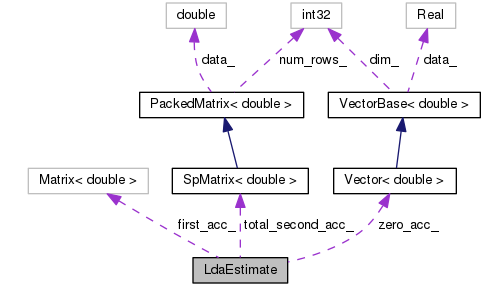 double
int32
Real
data_
num_rows_
dim_
data_
PackedMatrix< double >
VectorBase< double >
Matrix< double >
SpMatrix< double >
Vector< double >
first_acc_
total_second_acc_
zero_acc_
LdaEstimate